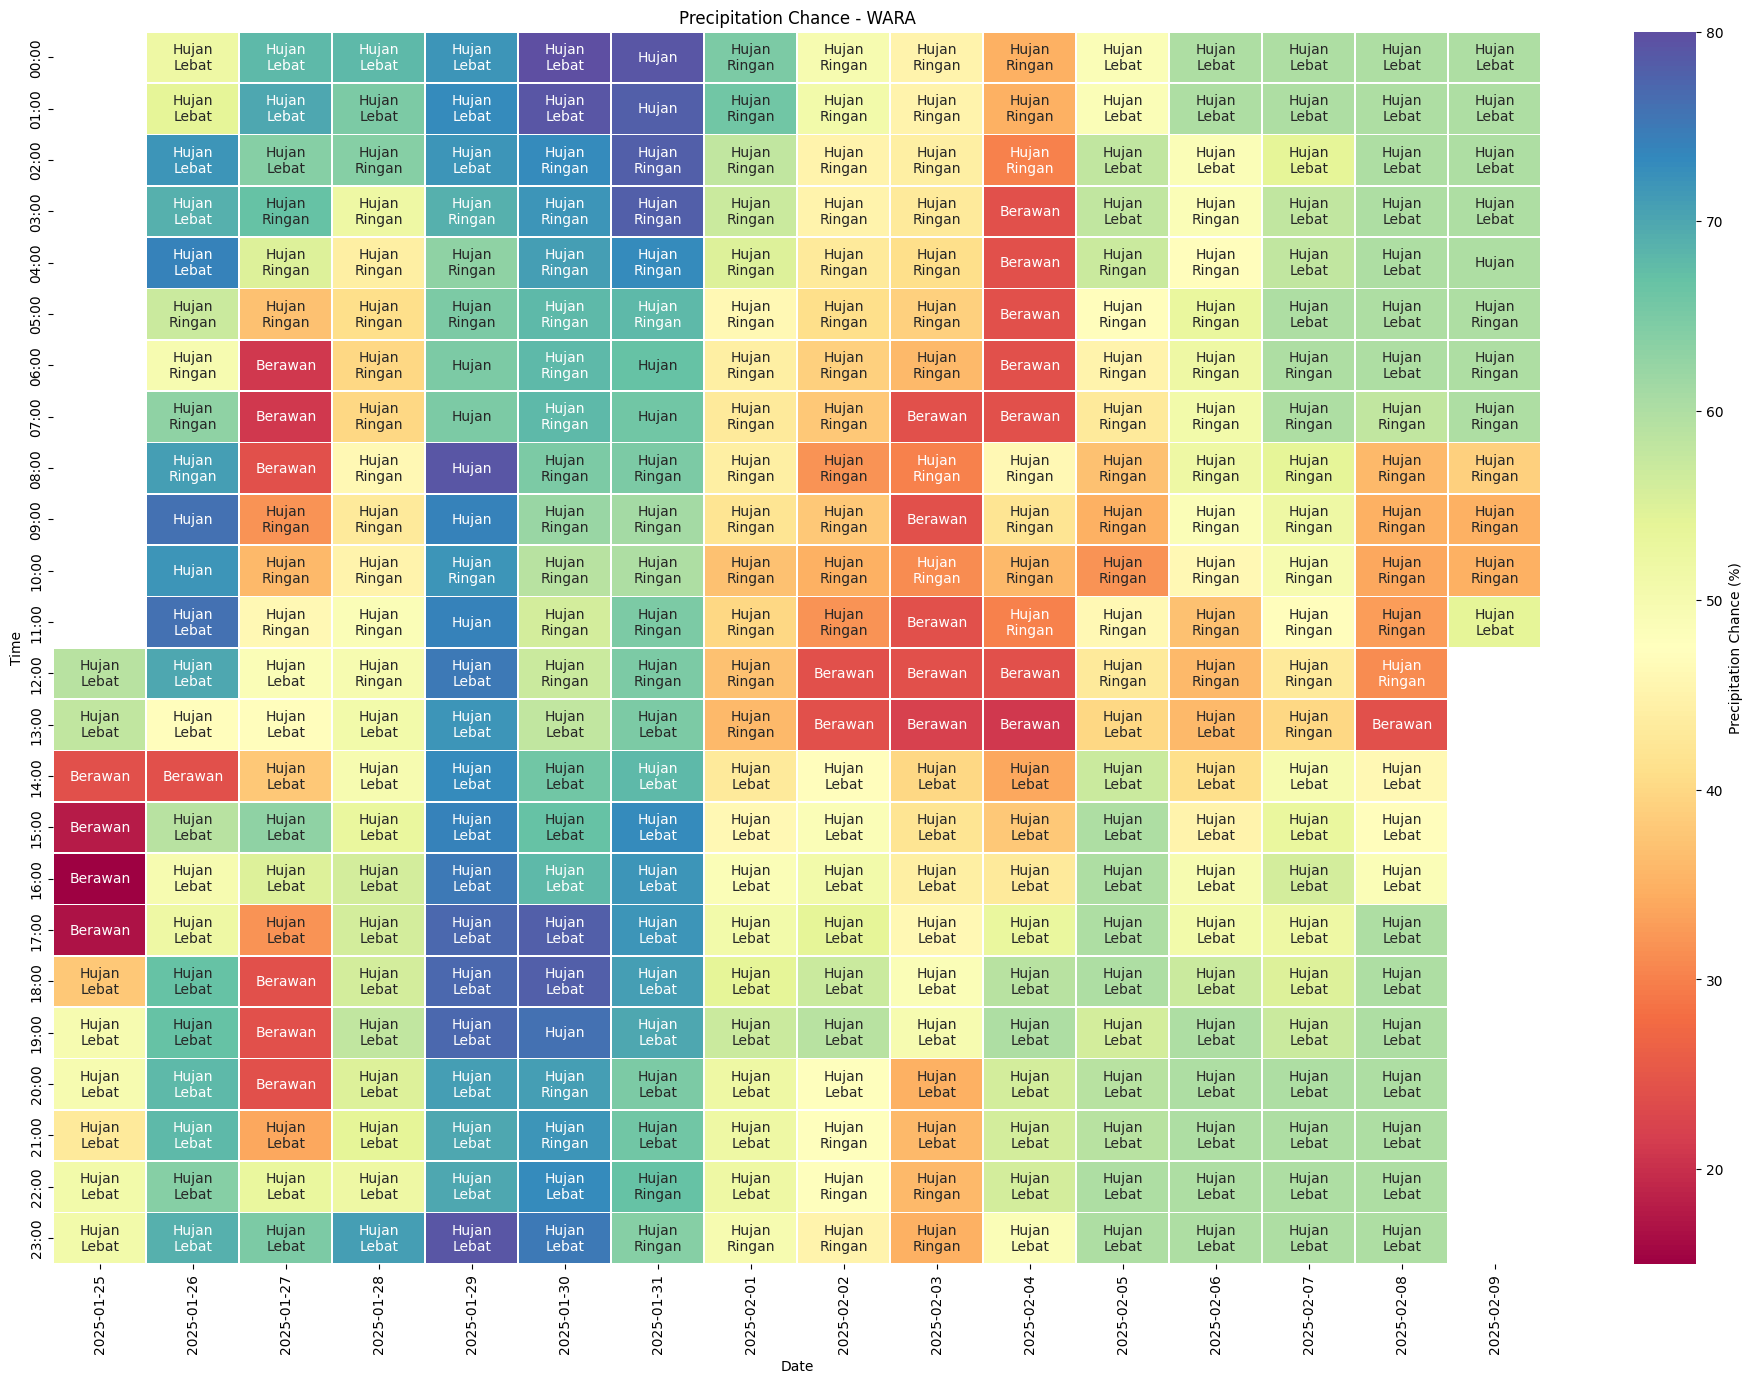 Precipitation Chance - WARA
00:00 Hujan Lebat Hujan Lebat Hujan Lebat Hujan Lebat Hujan Lebat Hujan Hujan Ringan Hujan Ringan Hujan Ringan Hujan Ringan Hujan Lebat Hujan Lebat Hujan Lebat Hujan Lebat Hujan Lebat
01:00 Hujan Lebat Hujan Lebat Hujan Lebat Hujan Lebat Hujan Lebat Hujan Hujan Ringan Hujan Ringan Hujan Ringan Hujan Ringan Hujan Lebat Hujan Lebat Hujan Lebat Hujan Lebat Hujan Lebat
02:00 Hujan Lebat Hujan Lebat Hujan Ringan Hujan Lebat Hujan Ringan Hujan Ringan Hujan Ringan Hujan Ringan Hujan Ringan Hujan Ringan Hujan Lebat Hujan Lebat Hujan Lebat Hujan Lebat Hujan Lebat
03:00 Hujan Lebat Hujan Ringan Hujan Ringan Hujan Ringan Hujan Ringan Hujan Ringan Hujan Ringan Hujan Ringan Hujan Ringan Berawan Hujan Lebat Hujan Ringan Hujan Lebat Hujan Lebat Hujan Lebat
04:00 Hujan Lebat Hujan Ringan Hujan Ringan Hujan Ringan Hujan Ringan Hujan Ringan Hujan Ringan Hujan Ringan Hujan Ringan Berawan Hujan Ringan Hujan Ringan Hujan Lebat Hujan Lebat Hujan
05:00 Hujan Ringan Hujan Ringan Hujan Ringan Hujan Ringan Hujan Ringan Hujan Ringan Hujan Ringan Hujan Ringan Hujan Ringan Berawan Hujan Ringan Hujan Ringan Hujan Lebat Hujan Lebat Hujan Ringan
06:00 Hujan Ringan Berawan Hujan Ringan Hujan Hujan Ringan Hujan Hujan Ringan Hujan Ringan Hujan Ringan Berawan Hujan Ringan Hujan Ringan Hujan Ringan Hujan Lebat Hujan Ringan
07:00 Hujan Ringan Berawan Hujan Ringan Hujan Hujan Ringan Hujan Hujan Ringan Hujan Ringan Berawan Berawan Hujan Ringan Hujan Ringan Hujan Ringan Hujan Ringan Hujan Ringan
08:00 Hujan Ringan Berawan Hujan Ringan Hujan Hujan Ringan Hujan Ringan Hujan Ringan Hujan Ringan Hujan Ringan Hujan Ringan Hujan Ringan Hujan Ringan Hujan Ringan Hujan Ringan Hujan Ringan
09:00 Hujan Hujan Ringan Hujan Ringan Hujan Hujan Ringan Hujan Ringan Hujan Ringan Hujan Ringan Berawan Hujan Ringan Hujan Ringan Hujan Ringan Hujan Ringan Hujan Ringan Hujan Ringan
10:00 Hujan Hujan Ringan Hujan Ringan Hujan Ringan Hujan Ringan Hujan Ringan Hujan Ringan Hujan Ringan Hujan Ringan Hujan Ringan Hujan Ringan Hujan Ringan Hujan Ringan Hujan Ringan Hujan Ringan
11:00 Hujan Lebat Hujan Ringan Hujan Ringan Hujan Hujan Ringan Hujan Ringan Hujan Ringan Hujan Ringan Berawan Hujan Ringan Hujan Ringan Hujan Ringan Hujan Ringan Hujan Ringan Hujan Lebat
12:00 Hujan Lebat Hujan Lebat Hujan Lebat Hujan Ringan Hujan Lebat Hujan Ringan Hujan Ringan Hujan Ringan Berawan Berawan Berawan Hujan Ringan Hujan Ringan Hujan Ringan Hujan Ringan
13:00 Hujan Lebat Hujan Lebat Hujan Lebat Hujan Lebat Hujan Lebat Hujan Lebat Hujan Lebat Hujan Ringan Berawan Berawan Berawan Hujan Lebat Hujan Lebat Hujan Ringan Berawan
14:00 Berawan Berawan Hujan Lebat Hujan Lebat Hujan Lebat Hujan Lebat Hujan Lebat Hujan Lebat Hujan Lebat Hujan Lebat Hujan Lebat Hujan Lebat Hujan Lebat Hujan Lebat Hujan Lebat
15:00 Berawan Hujan Lebat Hujan Lebat Hujan Lebat Hujan Lebat Hujan Lebat Hujan Lebat Hujan Lebat Hujan Lebat Hujan Lebat Hujan Lebat Hujan Lebat Hujan Lebat Hujan Lebat Hujan Lebat
16:00 Berawan Hujan Lebat Hujan Lebat Hujan Lebat Hujan Lebat Hujan Lebat Hujan Lebat Hujan Lebat Hujan Lebat Hujan Lebat Hujan Lebat Hujan Lebat Hujan Lebat Hujan Lebat Hujan Lebat
17:00 Berawan Hujan Lebat Hujan Lebat Hujan Lebat Hujan Lebat Hujan Lebat Hujan Lebat Hujan Lebat Hujan Lebat Hujan Lebat Hujan Lebat Hujan Lebat Hujan Lebat Hujan Lebat Hujan Lebat
18:00 Hujan Lebat Hujan Lebat Berawan Hujan Lebat Hujan Lebat Hujan Lebat Hujan Lebat Hujan Lebat Hujan Lebat Hujan Lebat Hujan Lebat Hujan Lebat Hujan Lebat Hujan Lebat Hujan Lebat
19:00 Hujan Lebat Hujan Lebat Berawan Hujan Lebat Hujan Lebat Hujan Hujan Lebat Hujan Lebat Hujan Lebat Hujan Lebat Hujan Lebat Hujan Lebat Hujan Lebat Hujan Lebat Hujan Lebat
20:00 Hujan Lebat Hujan Lebat Berawan Hujan Lebat Hujan Lebat Hujan Ringan Hujan Lebat Hujan Lebat Hujan Lebat Hujan Lebat Hujan Lebat Hujan Lebat Hujan Lebat Hujan Lebat Hujan Lebat
21:00 Hujan Lebat Hujan Lebat Hujan Lebat Hujan Lebat Hujan Lebat Hujan Ringan Hujan Lebat Hujan Lebat Hujan Ringan Hujan Lebat Hujan Lebat Hujan Lebat Hujan Lebat Hujan Lebat Hujan Lebat
22:00 Hujan Lebat Hujan Lebat Hujan Lebat Hujan Lebat Hujan Lebat Hujan Lebat Hujan Ringan Hujan Lebat Hujan Ringan Hujan Ringan Hujan Lebat Hujan Lebat Hujan Lebat Hujan Lebat Hujan Lebat
23:00 Hujan Lebat Hujan Lebat Hujan Lebat Hujan Lebat Hujan Lebat Hujan Lebat Hujan Ringan Hujan Ringan Hujan Ringan Hujan Ringan Hujan Lebat Hujan Lebat Hujan Lebat Hujan Lebat Hujan Lebat
Time
2025-01-25 2025-01-26 2025-01-27 2025-01-28 2025-01-29 2025-01-30 2025-01-31 2025-02-01 2025-02-02 2025-02-03 2025-02-04 2025-02-05 2025-02-06 2025-02-07 2025-02-08 2025-02-09
Date
80
70
60
50
40
30
20
Precipitation Chance (%)